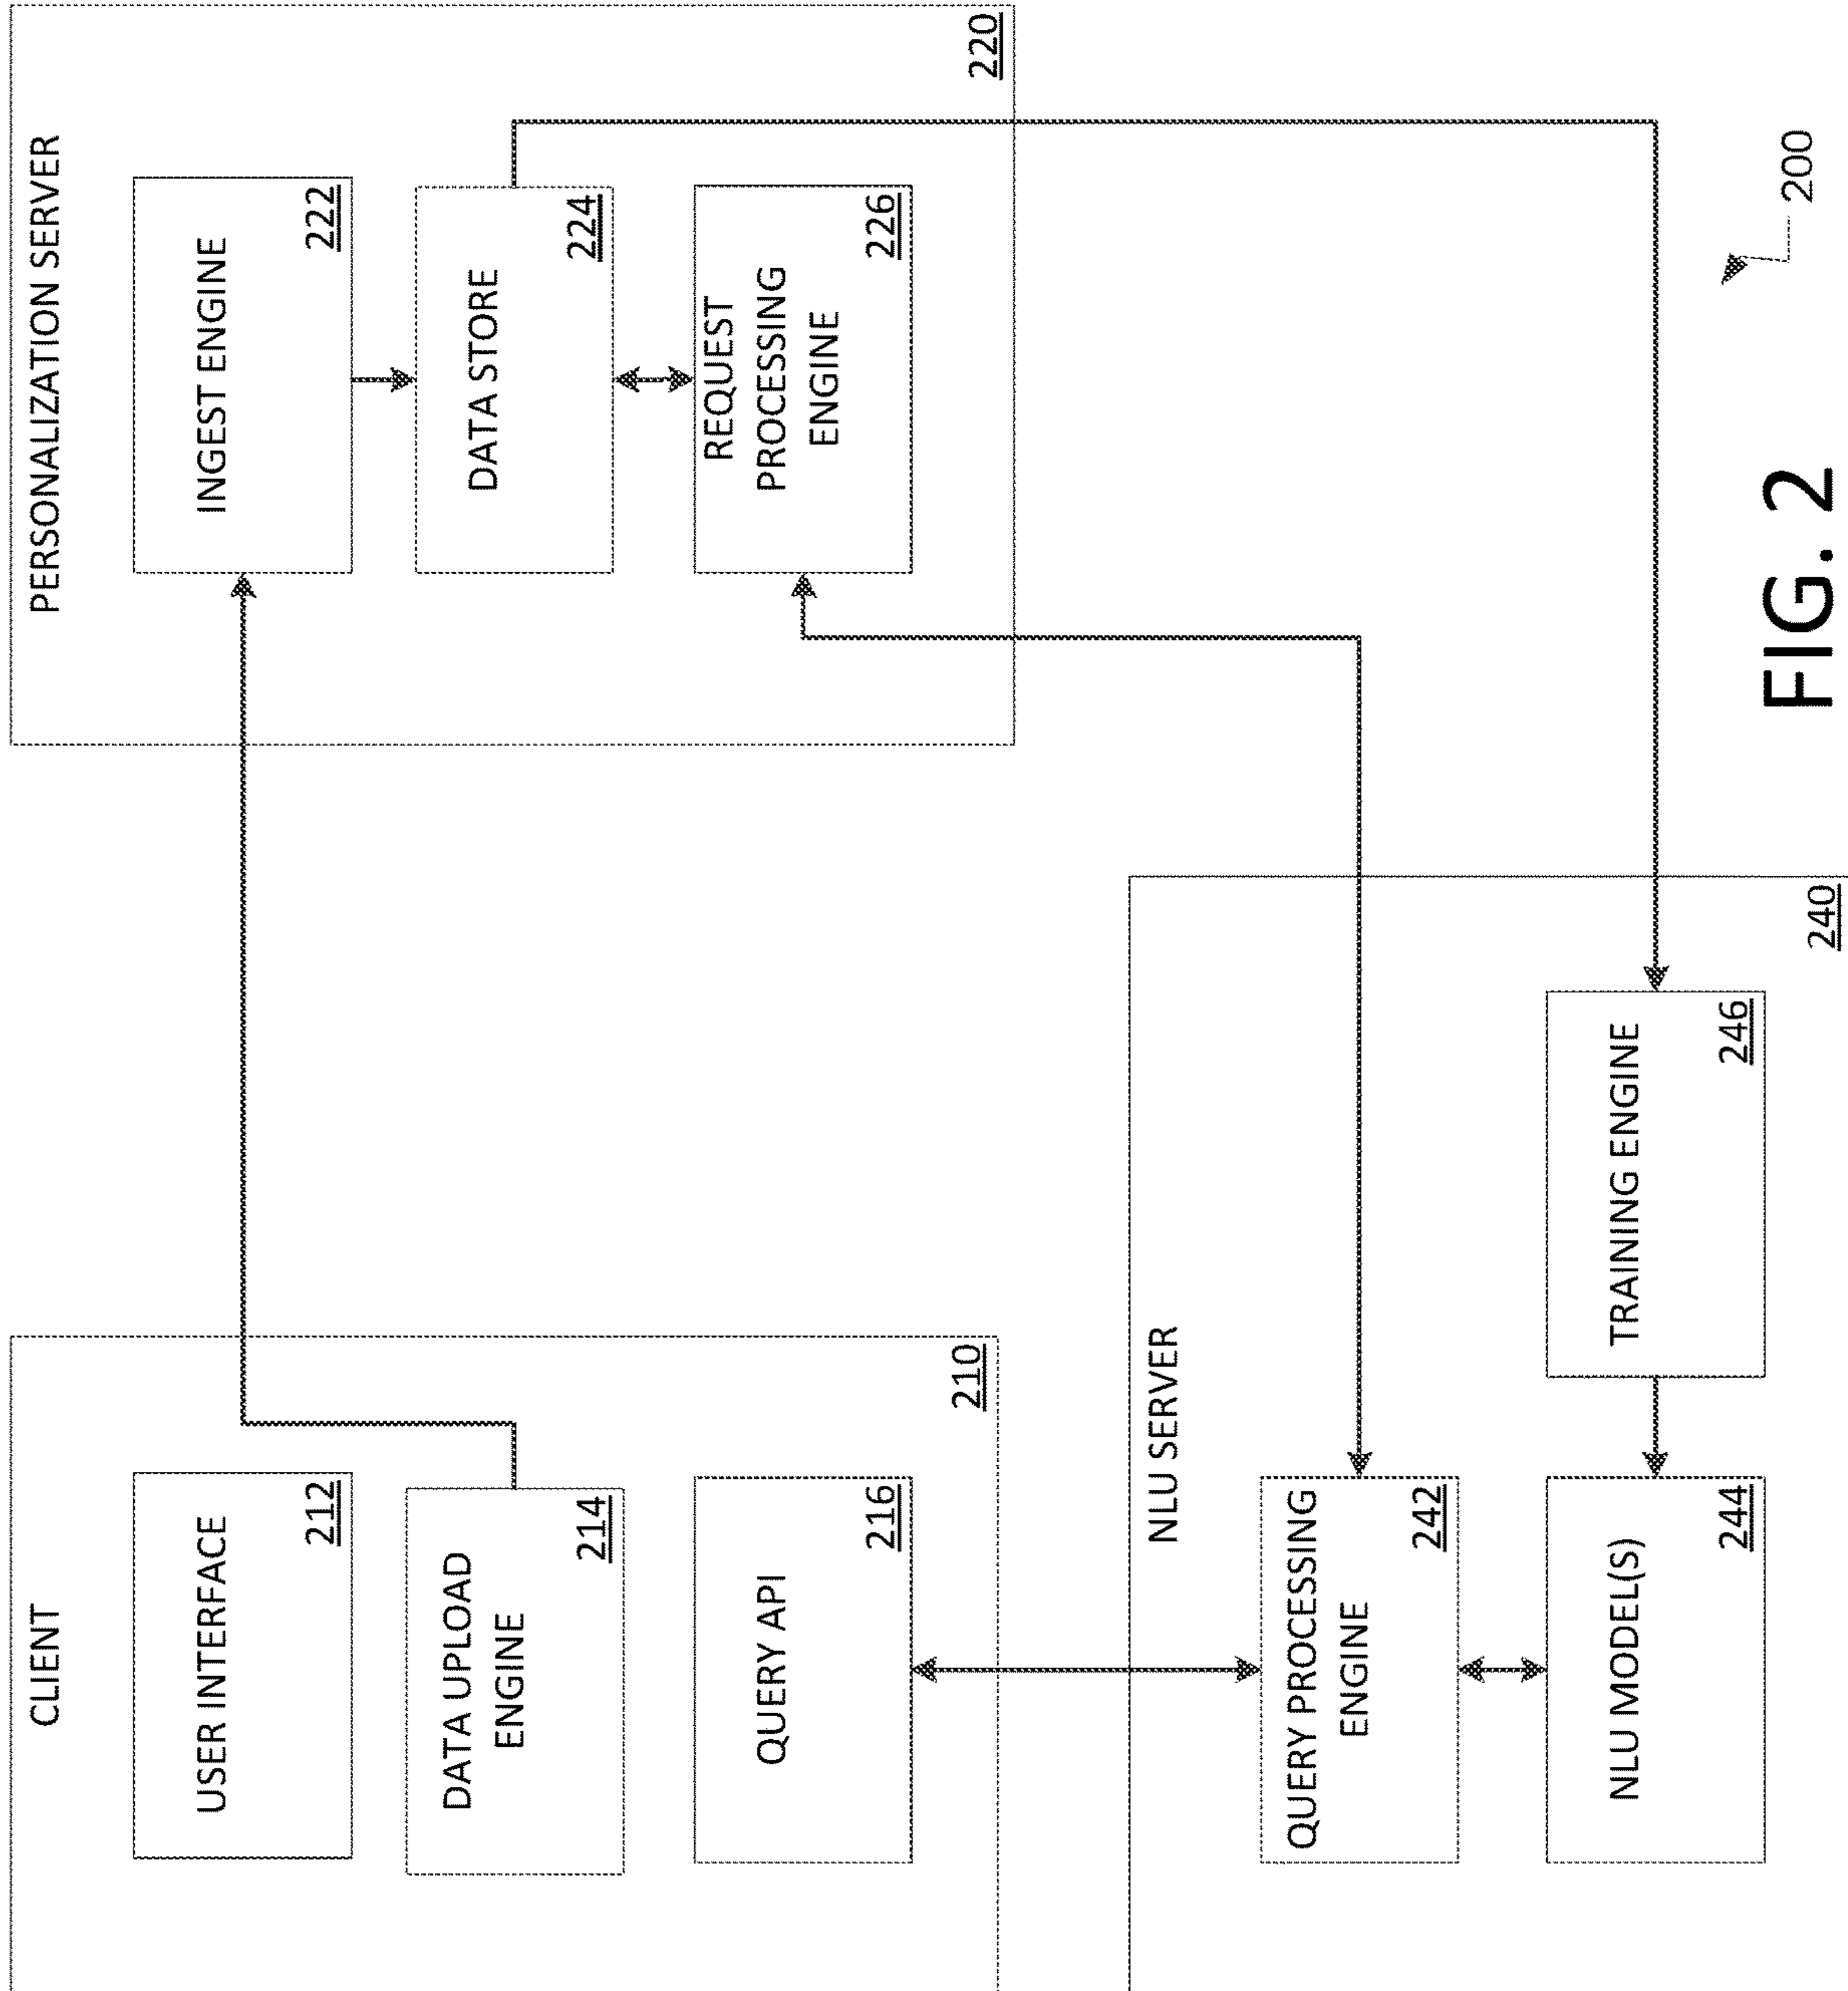 CLIENT
USER INTERFACE
212
DATA UPLOAD
ENGINE
214
QUERY API
216
210
PERSONALIZATION SERVER
INGEST ENGINE
222
DATA STORE
224
REQUEST
PROCESSING
ENGINE
226
220
NLU SERVER
QUERY PROCESSING
ENGINE
242
NLU MODEL(S)
244
TRAINING ENGINE
246
240
200
FIG. 2